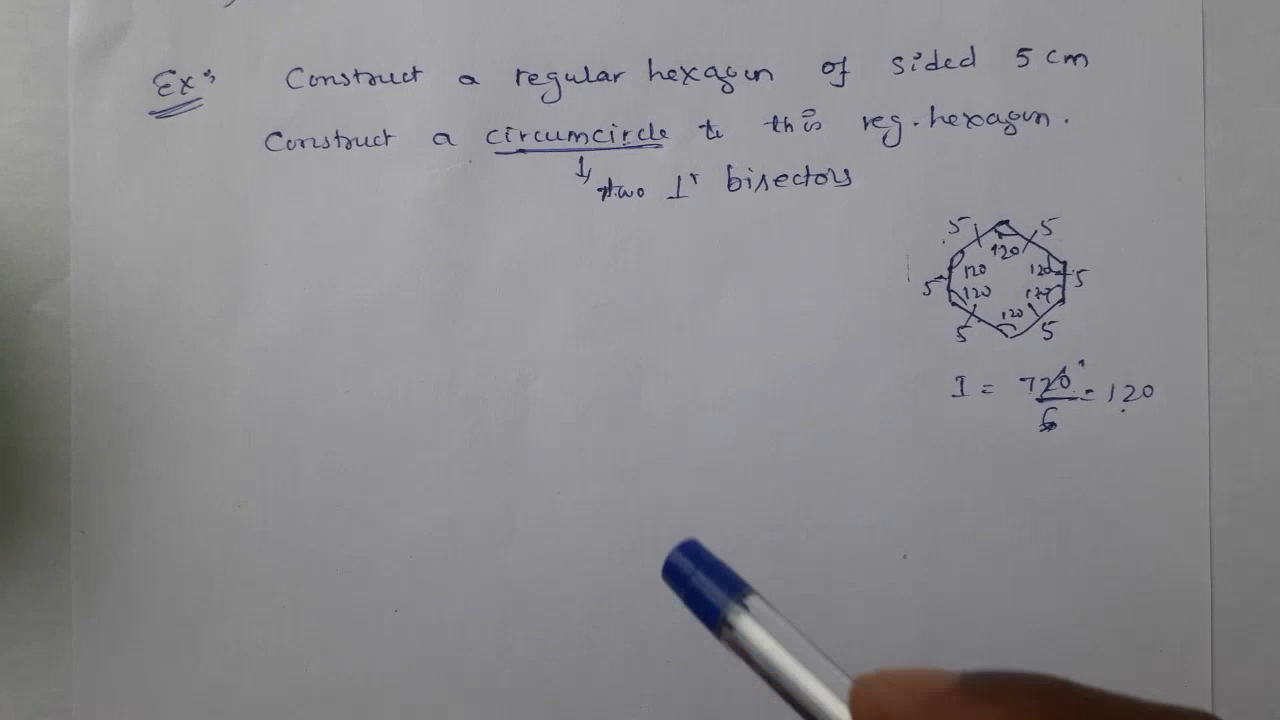 Ex:
Construct a regular hexagon of sided 5 cm
Construct a circumcircle to this reg. hexagon.
↓ two ⊥r bisectors
5 5
120
120 120
5 5
120 120
120
5 5
I = 720° / 6 = 120